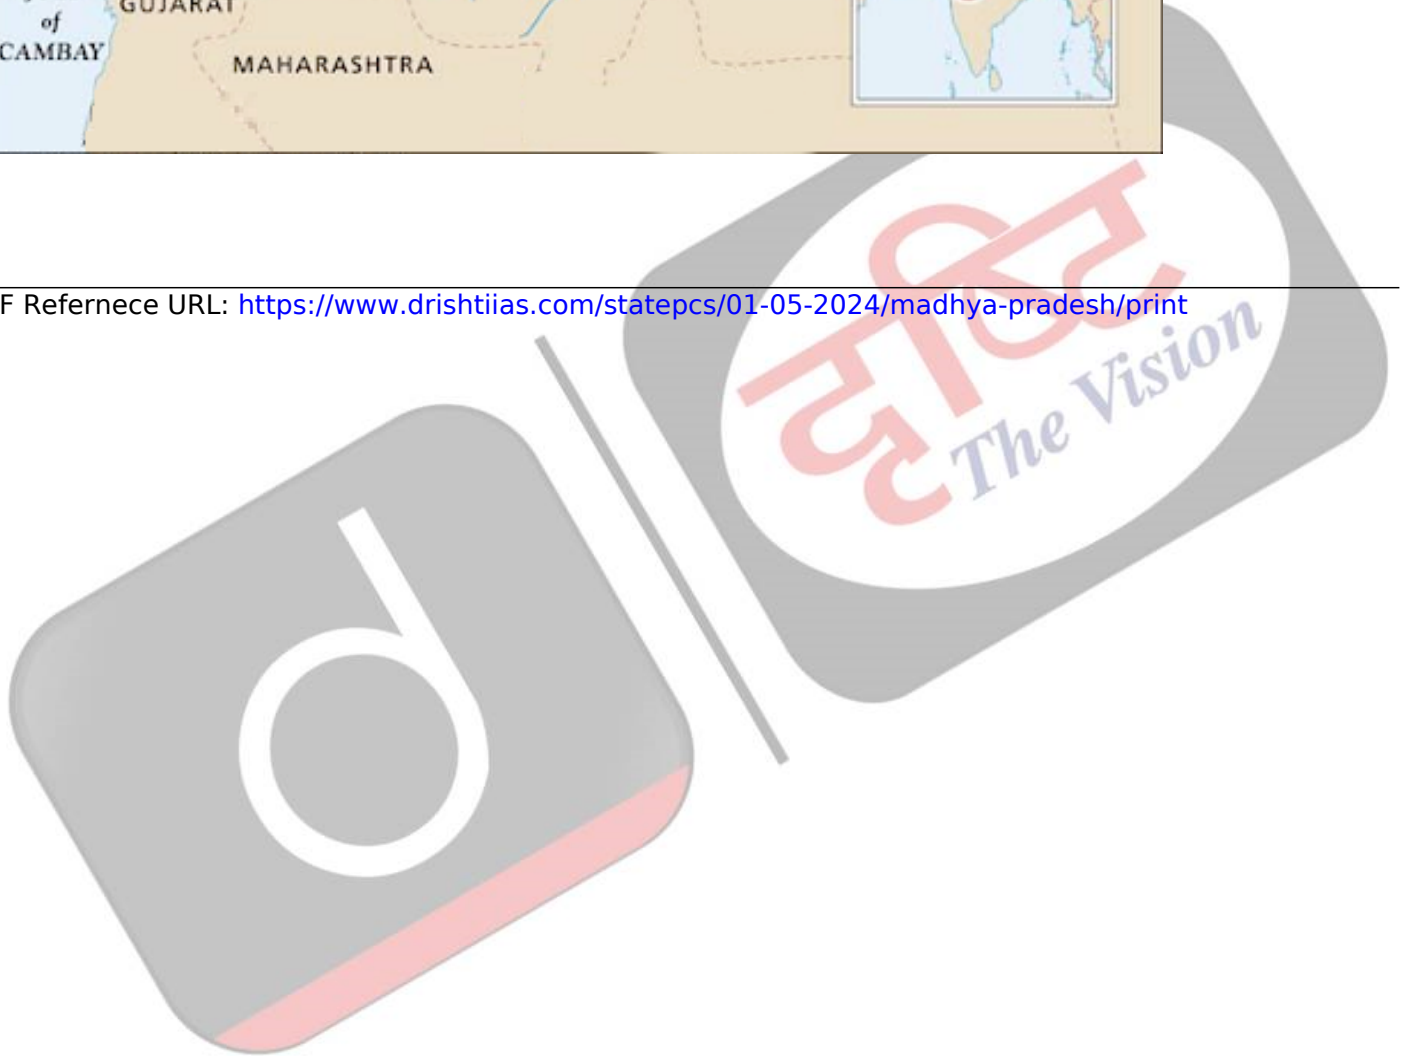 GUJARAT
of
CAMBAY
MAHARASHTRA
F Refernece URL: https://www.drishtiias.com/statepcs/01-05-2024/madhya-pradesh/print
दृष्टि
The Vision
d